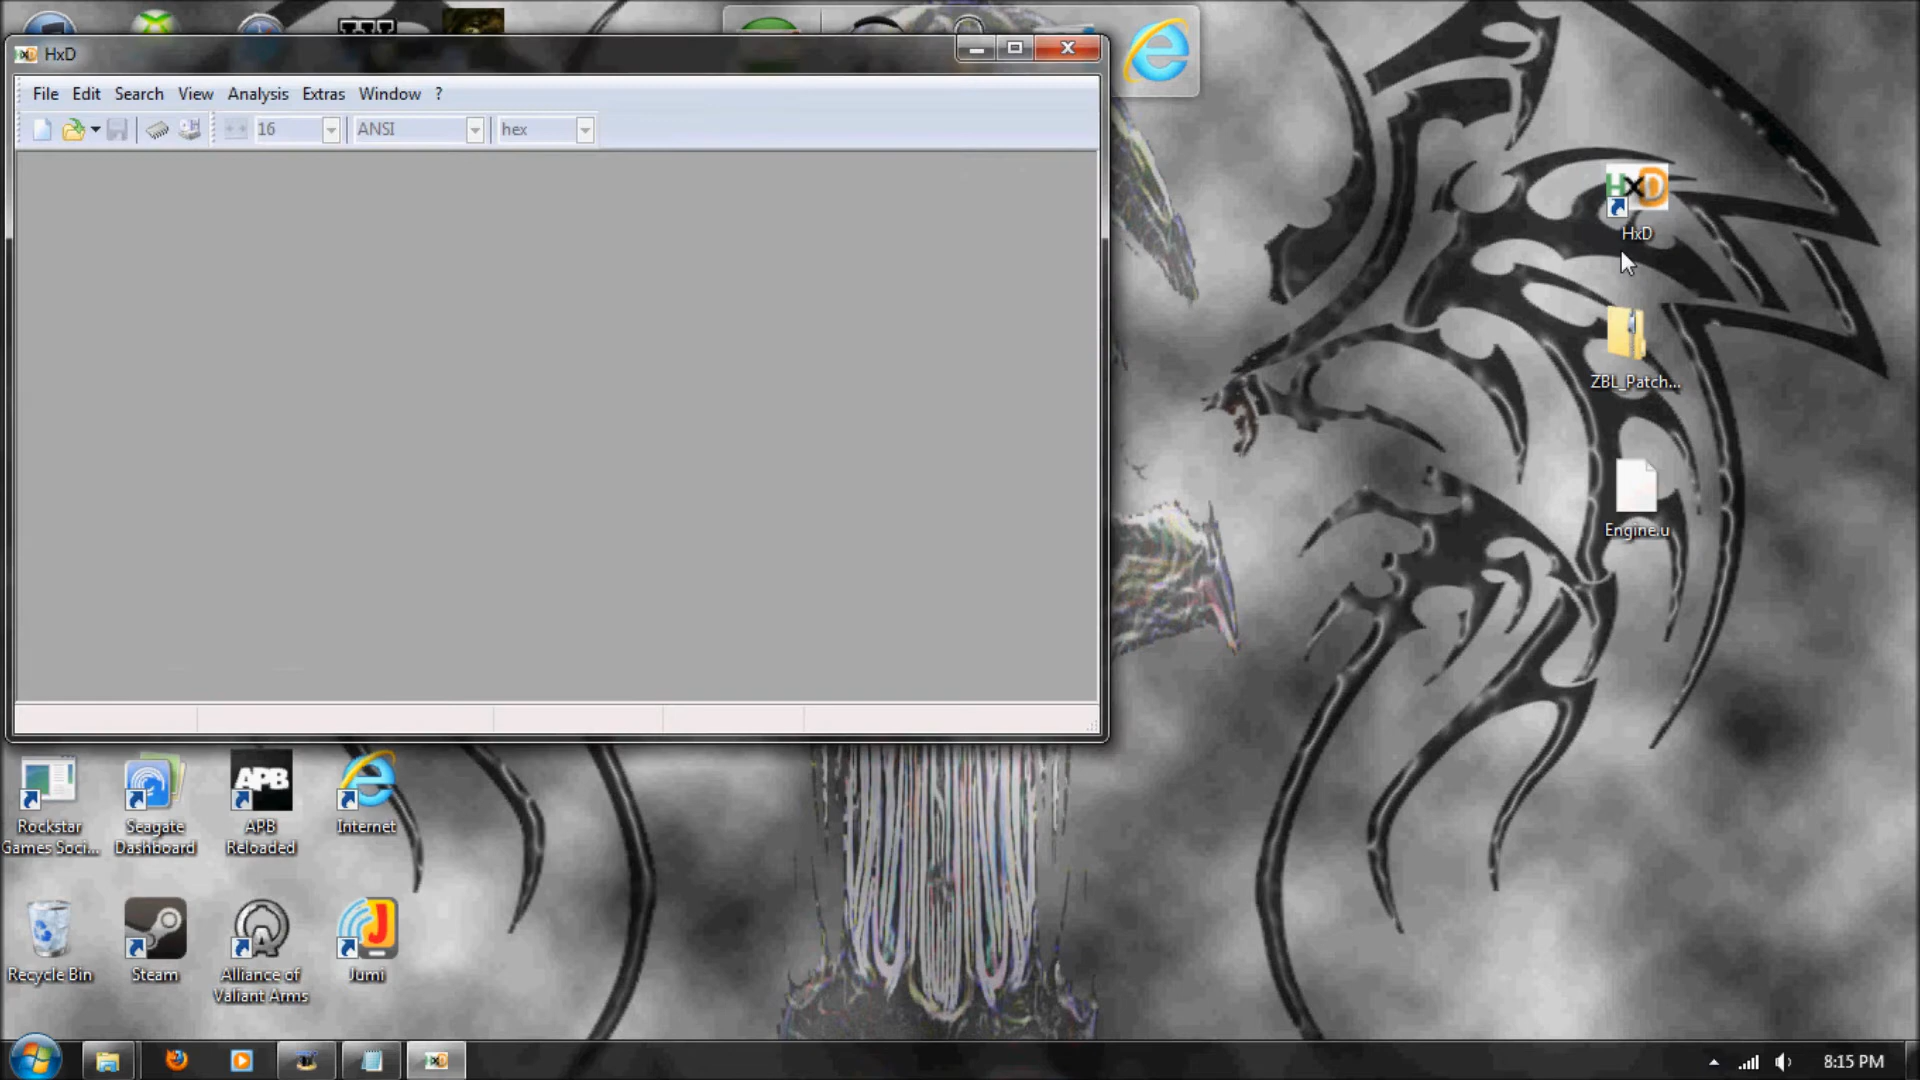 HxD
File Edit Search View Analysis Extras Window ?
16 ANSI hex
HxD
HxD
ZBL_Patch...
Engine.u
APB
Rockstar
Games Soci...
Seagate
Dashboard
APB
Reloaded
Internet
Recycle Bin
Steam
Alliance of
Valiant Arms
Jumi
8:15 PM